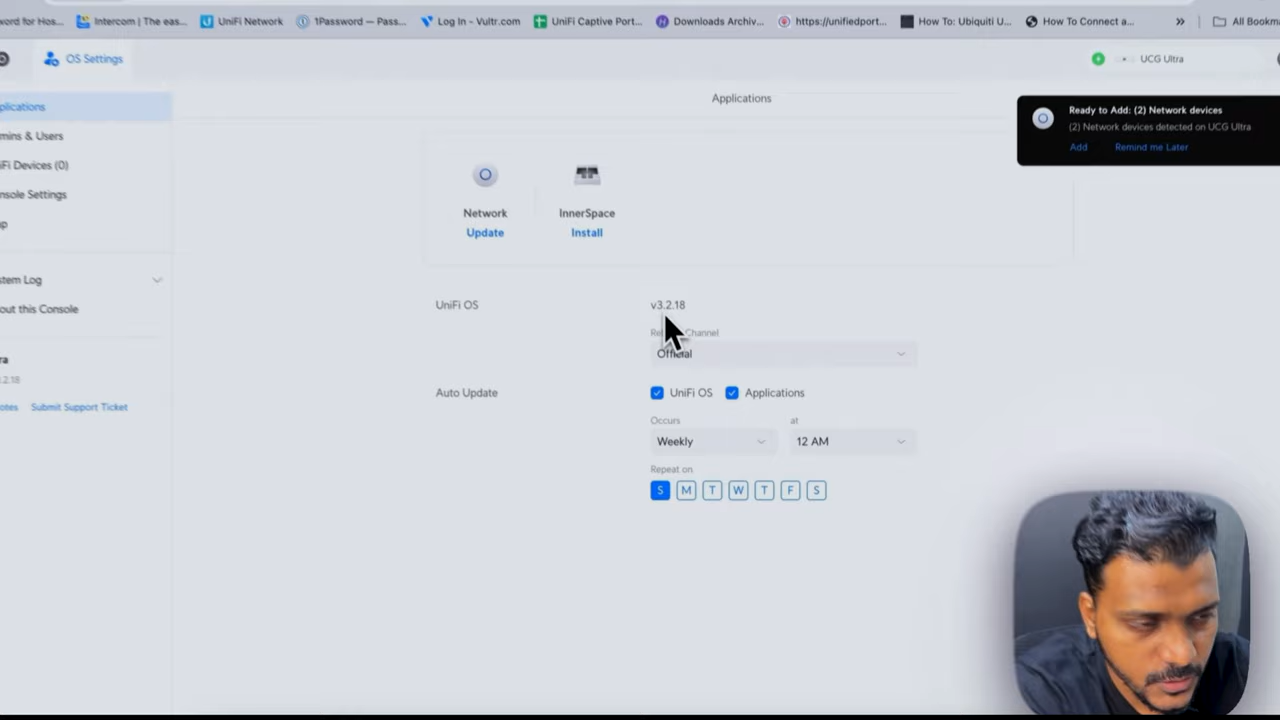 word for Hos... Intercom | The eas... UniFi Network 1Password — Pass... Log In - Vultr.com UniFi Captive Port... Downloads Archiv... https://unifiedport... How To: Ubiquiti U... How To Connect a... » All Bookma
OS Settings UCG Ultra
plications
Applications
Ready to Add: (2) Network devices
(2) Network devices detected on UCG Ultra
Add Remind me Later
mins & Users
iFi Devices (0)
nsole Settings
p
Network InnerSpace
Update Install
stem Log
out this Console
UniFi OS v3.2.18
Channel
Official
ra
.2.18
otes Submit Support Ticket
Auto Update UniFi OS Applications
Occurs at
Weekly 12 AM
Repeat on
S M T W T F S